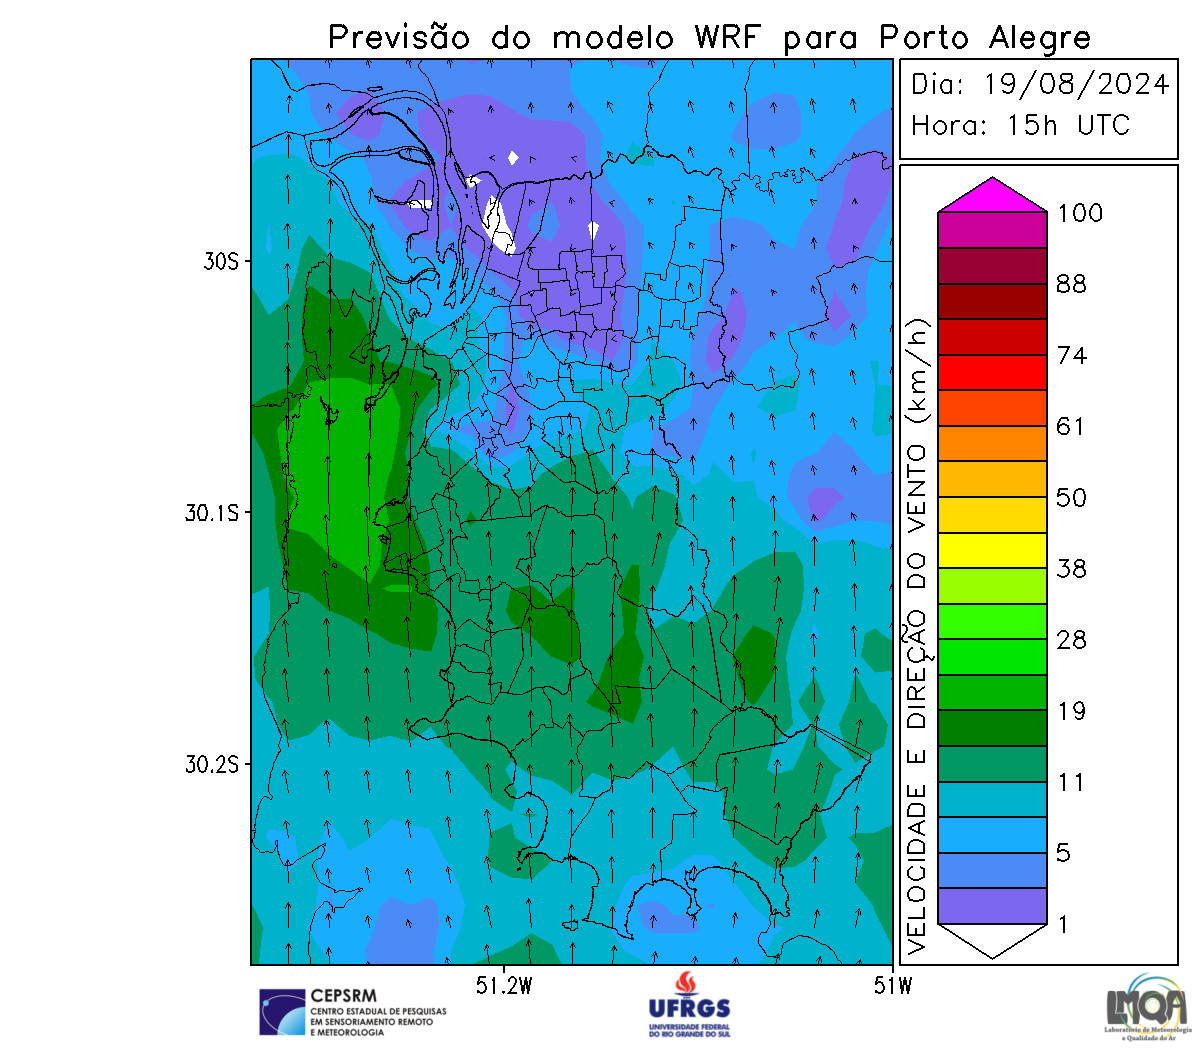 Previsão do modelo WRF para Porto Alegre
Dia: 19/08/2024
Hora: 15h UTC
30S
30.1S
30.2S
51.2W
51W
VELOCIDADE E DIREÇÃO DO VENTO (km/h)
100
88
74
61
50
38
28
19
11
5
1
CEPSRM
CENTRO ESTADUAL DE PESQUISAS
EM SENSORIAMENTO REMOTO
E METEOROLOGIA
UFRGS
UNIVERSIDADE FEDERAL
DO RIO GRANDE DO SUL
LMQA
Laboratório de Meteorologia
e Qualidade do Ar